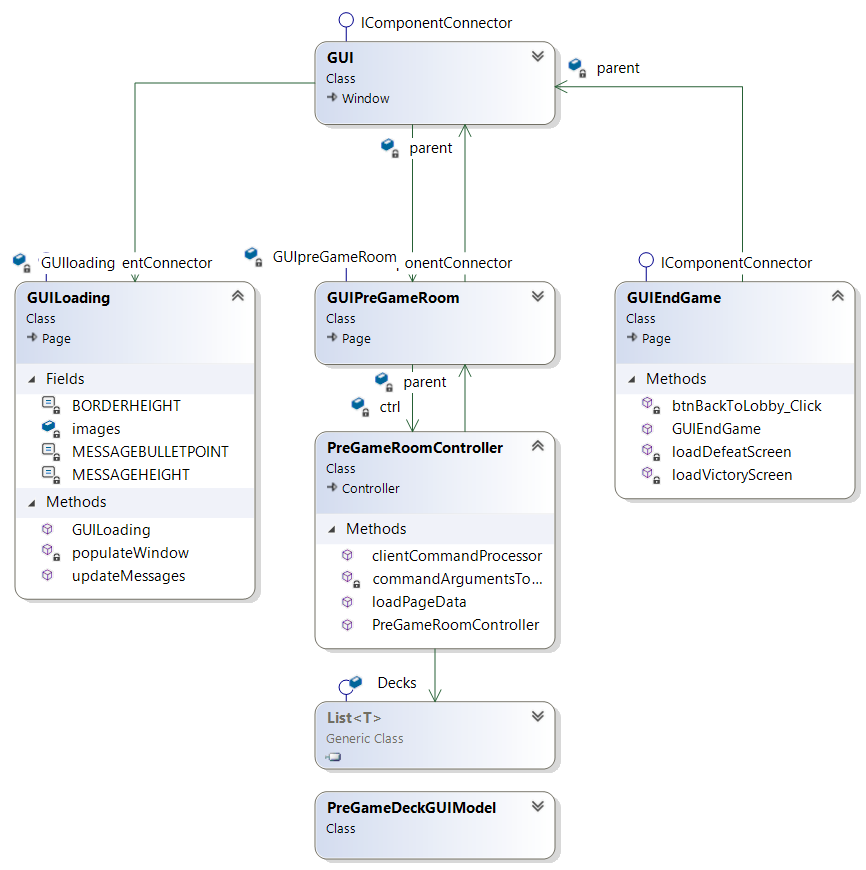 IComponentConnector
GUI
Class
Window
parent
parent
GUIloading
entConnector
GUIpreGameRoom
onentConnector
IComponentConnector
GUILoading
Class
Page
Fields
BORDERHEIGHT
images
MESSAGEBULLETPOINT
MESSAGEHEIGHT
Methods
GUILoading
populateWindow
updateMessages
GUIPreGameRoom
Class
Page
parent
ctrl
PreGameRoomController
Class
Controller
Methods
clientCommandProcessor
commandArgumentsTo...
loadPageData
PreGameRoomController
GUIEndGame
Class
Page
Methods
btnBackToLobby_Click
GUIEndGame
loadDefeatScreen
loadVictoryScreen
Decks
List<T>
Generic Class
PreGameDeckGUIModel
Class